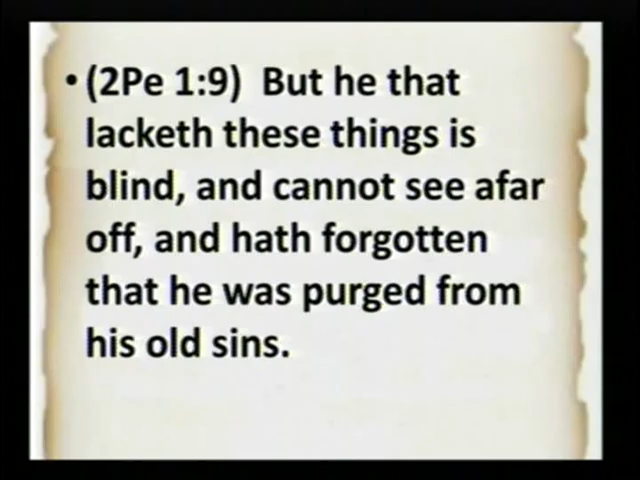 • (2Pe 1:9)  But he that
lacketh these things is
blind, and cannot see afar
off, and hath forgotten
that he was purged from
his old sins.